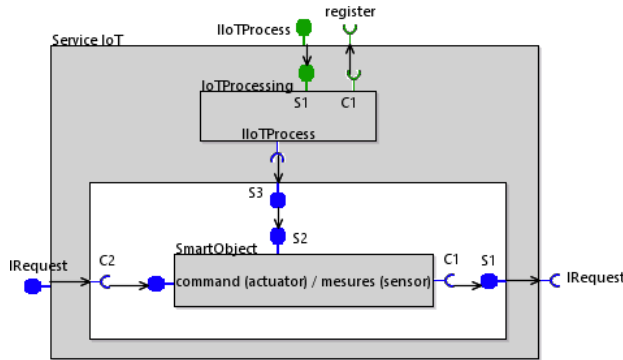 register
IIoTProcess
Service IoT
IoTProcessing
S1
C1
IIoTProcess
S3
S2
SmartObject
IRequest
C2
C1
S1
IRequest
command (actuator) / mesures (sensor)